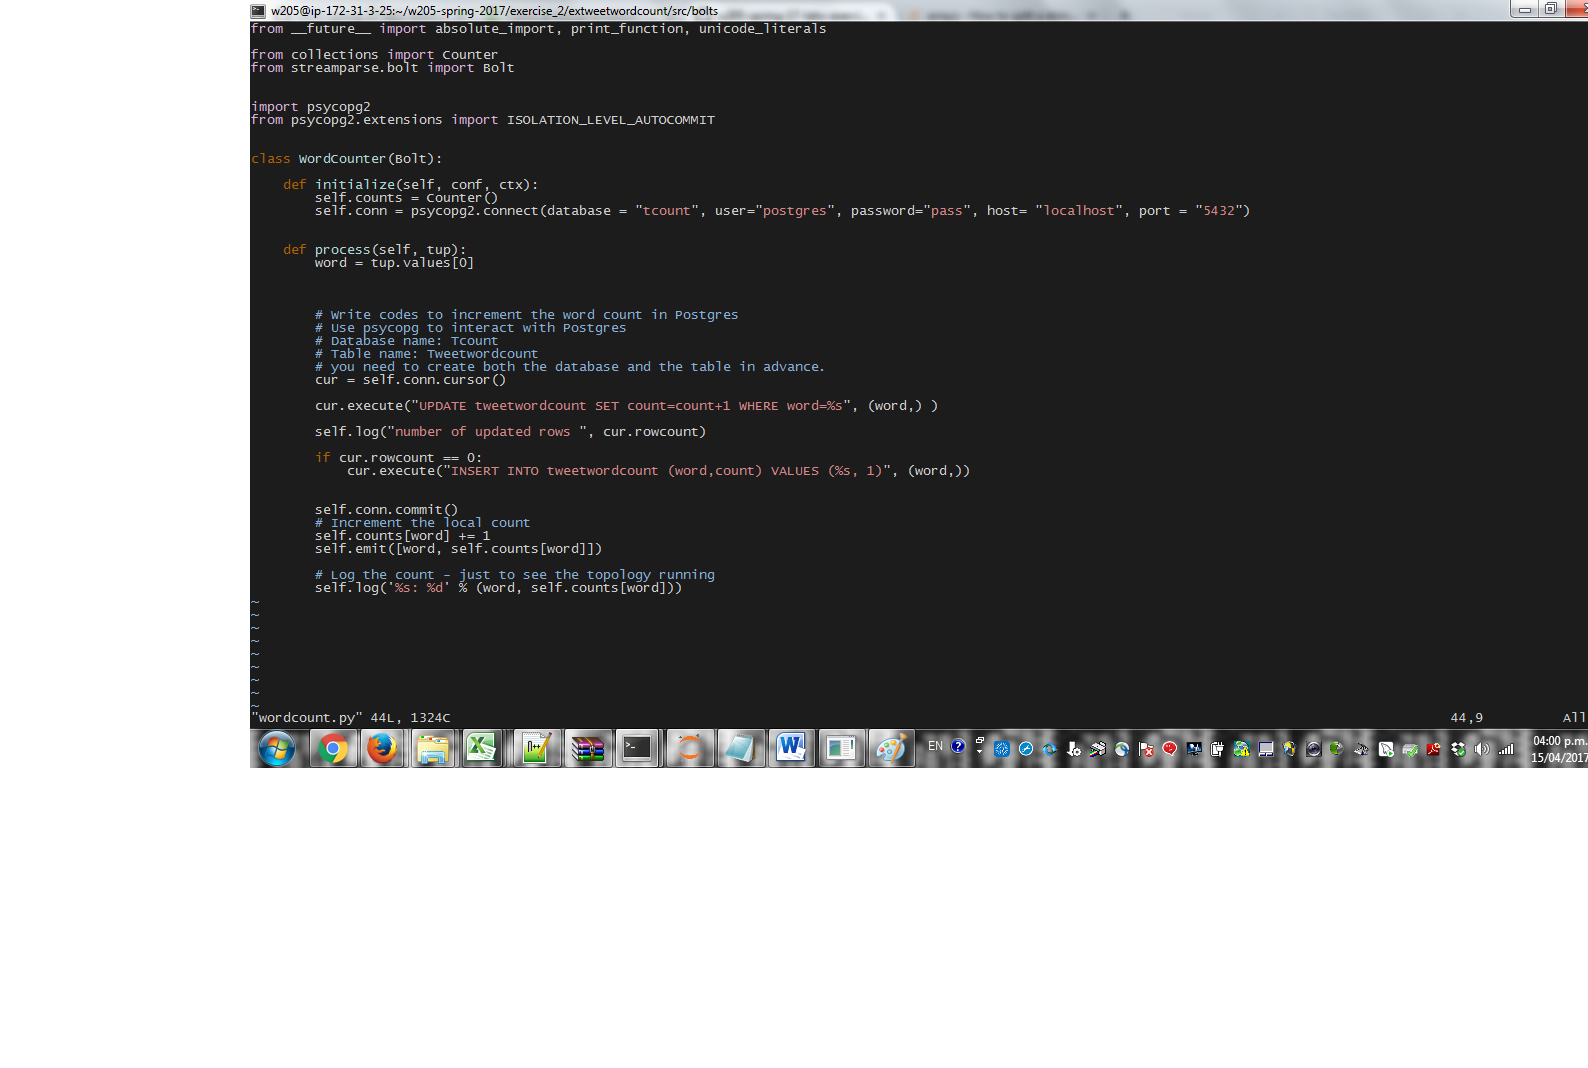 w205@ip-172-31-3-25:~/w205-spring-2017/exercise_2/extweetwordcount/src/bolts
from __future__ import absolute_import, print_function, unicode_literals
from collections import Counter
from streamparse.bolt import Bolt
import psycopg2
from psycopg2.extensions import ISOLATION_LEVEL_AUTOCOMMIT
class WordCounter(Bolt):
def initialize(self, conf, ctx):
self.counts = Counter()
self.conn = psycopg2.connect(database = "tcount", user="postgres", password="pass", host= "localhost", port = "5432")
def process(self, tup):
word = tup.values[0]
# Write codes to increment the word count in Postgres
# Use psycopg to interact with Postgres
# Database name: Tcount
# Table name: Tweetwordcount
# you need to create both the database and the table in advance.
cur = self.conn.cursor()
cur.execute("UPDATE tweetwordcount SET count=count+1 WHERE word=%s", (word,) )
self.log("number of updated rows ", cur.rowcount)
if cur.rowcount == 0:
cur.execute("INSERT INTO tweetwordcount (word,count) VALUES (%s, 1)", (word,))
self.conn.commit()
# Increment the local count
self.counts[word] += 1
self.emit([word, self.counts[word]])
# Log the count - just to see the topology running
self.log('%s: %d' % (word, self.counts[word]))
~
~
~
~
~
~
~
~
~
"wordcount.py" 44L, 1324C 44,9 All
EN
04:00 p.m.
15/04/2017